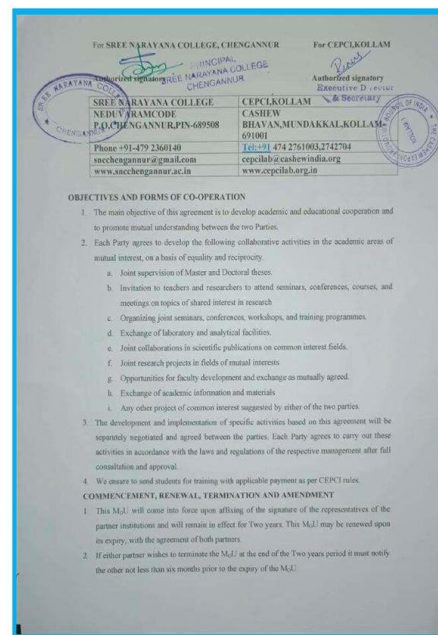 For SREE NARAYANA COLLEGE, CHENGANNUR For CEPCI,KOLLAM
PRINCIPAL
Authorized signatory SREE NARAYANA COLLEGE Authorized signatory
CHENGANNUR Executive Director
& Secretary
SREE NARAYANA COLLEGE CEPCI,KOLLAM
NEDUVARAMCODE CASHEW
P.O,CHENGANNUR,PIN-689508 BHAVAN,MUNDAKKAL,KOLLAM-
691001
Phone +91-479 2360140 Tel:+91 474 2761003,2742704
sncchengannur@gmail.com cepcilab@cashewindia.org
www.sncchengannur.ac.in www.cepcilab.org.in
OBJECTIVES AND FORMS OF CO-OPERATION
1. The main objective of this agreement is to develop academic and educational cooperation and
to promote mutual understanding between the two Parties.
2. Each Party agrees to develop the following collaborative activities in the academic areas of
mutual interest, on a basis of equality and reciprocity.
a. Joint supervision of Master and Doctoral theses.
b. Invitation to teachers and researchers to attend seminars, conferences, courses, and
meetings on topics of shared interest in research
c. Organizing joint seminars, conferences, workshops, and training programmes.
d. Exchange of laboratory and analytical facilities.
e. Joint collaborations in scientific publications on common interest fields.
f. Joint research projects in fields of mutual interests
g. Opportunities for faculty development and exchange as mutually agreed.
h. Exchange of academic information and materials
i. Any other project of common interest suggested by either of the two parties.
3. The development and implementation of specific activities based on this agreement will be
separately negotiated and agreed between the parties. Each Party agrees to carry out these
activities in accordance with the laws and regulations of the respective management after full
consultation and approval.
4. We ensure to send students for training with applicable payment as per CEPCI rules.
COMMENCEMENT, RENEWAL, TERMINATION AND AMENDMENT
1. This MoU will come into force upon affixing of the signature of the representatives of the
partner institutions and will remain in effect for Two years. This MoU may be renewed upon
its expiry, with the agreement of both partners.
2. If either partner wishes to terminate the MoU at the end of the Two years period it must notify
the other not less than six months prior to the expiry of the MoU.